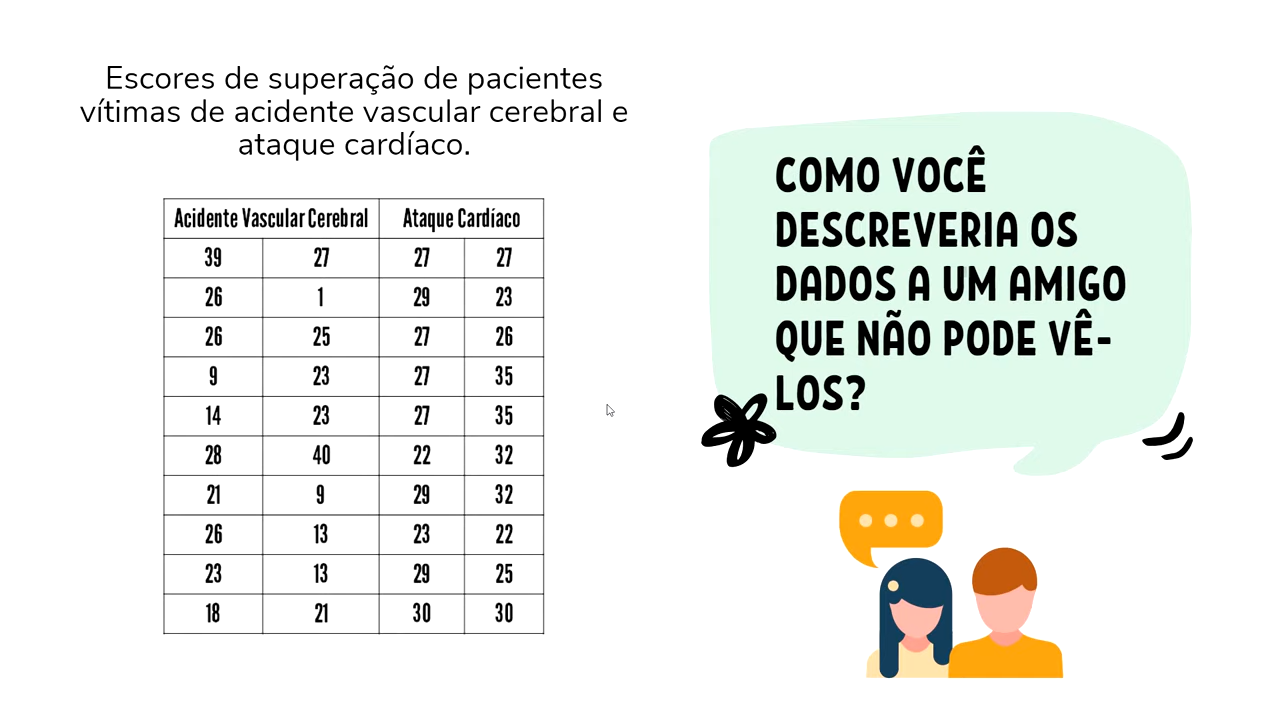 Escores de superação de pacientes
vítimas de acidente vascular cerebral e
ataque cardíaco.
Acidente Vascular Cerebral Ataque Cardíaco
39 27 27 27
26 1 29 23
26 25 27 26
9 23 27 35
14 23 27 35
28 40 22 32
21 9 29 32
26 13 23 22
23 13 29 25
18 21 30 30
COMO VOCÊ
DESCREVERIA OS
DADOS A UM AMIGO
QUE NÃO PODE VÊ-
LOS?